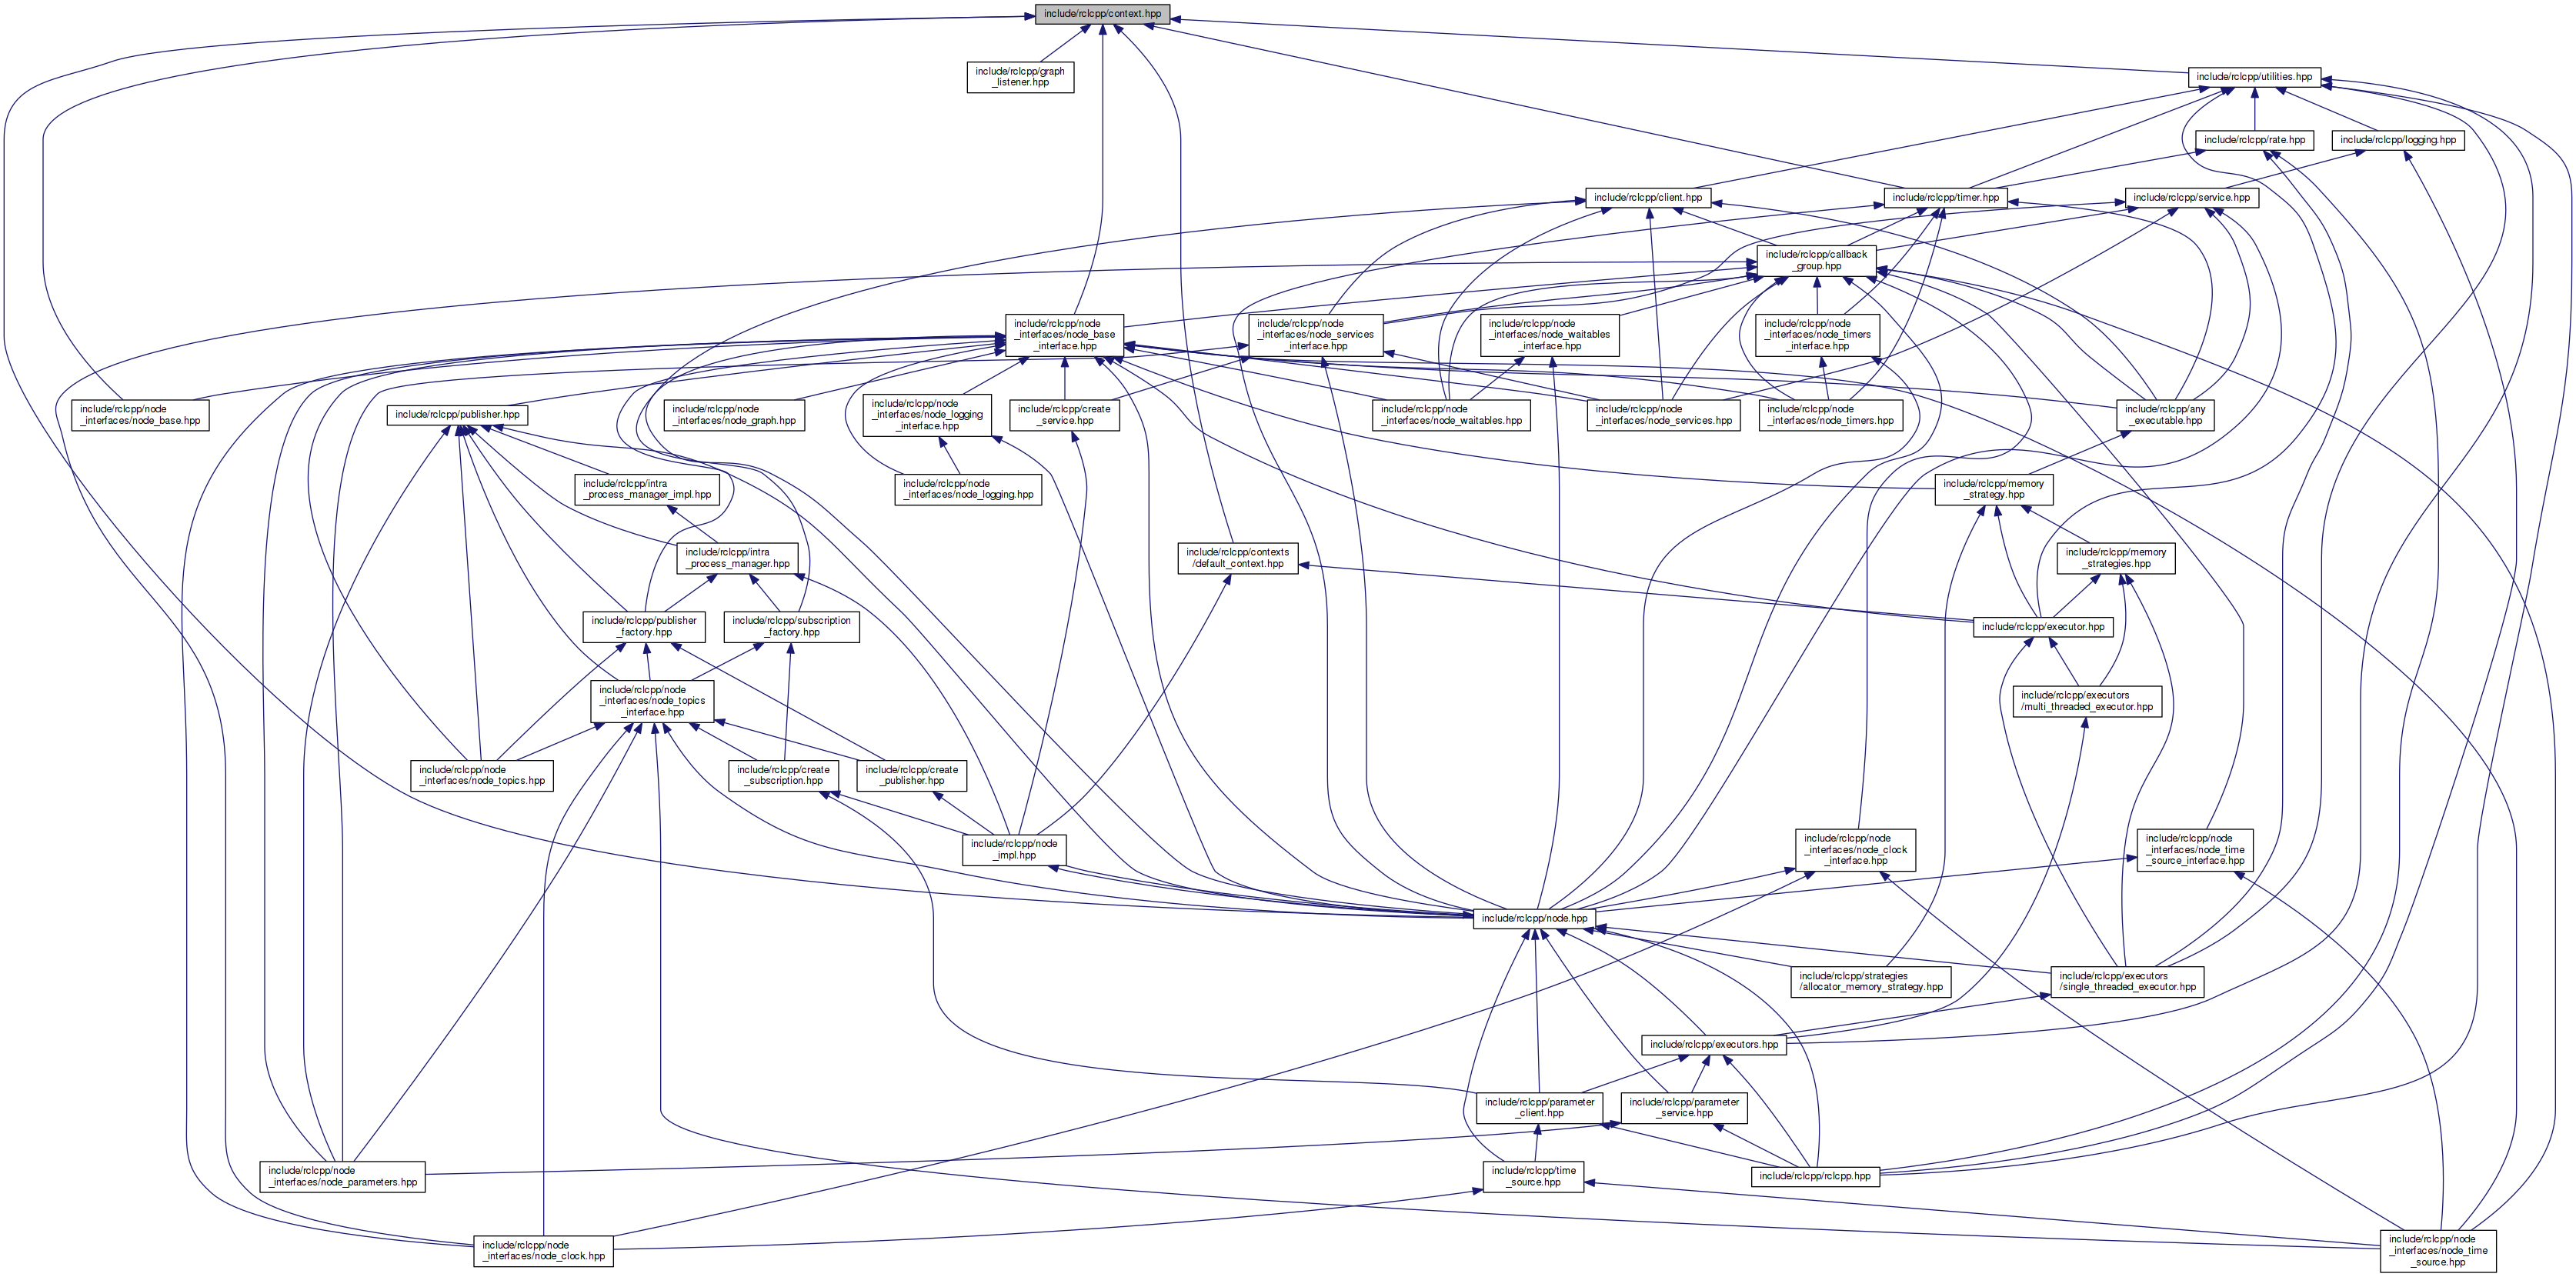 include/rclcpp/context.hpp
include/rclcpp/graph
_listener.hpp
include/rclcpp/utilities.hpp
include/rclcpp/rate.hpp
include/rclcpp/logging.hpp
include/rclcpp/client.hpp
include/rclcpp/timer.hpp
include/rclcpp/service.hpp
include/rclcpp/callback
_group.hpp
include/rclcpp/node
_interfaces/node_base
_interface.hpp
include/rclcpp/node
_interfaces/node_services
_interface.hpp
include/rclcpp/node
_interfaces/node_waitables
_interface.hpp
include/rclcpp/node
_interfaces/node_timers
_interface.hpp
include/rclcpp/node
_interfaces/node_base.hpp
include/rclcpp/publisher.hpp
include/rclcpp/node
_interfaces/node_graph.hpp
include/rclcpp/node
_interfaces/node_logging
_interface.hpp
include/rclcpp/create
_service.hpp
include/rclcpp/node
_interfaces/node_waitables.hpp
include/rclcpp/node
_interfaces/node_services.hpp
include/rclcpp/node
_interfaces/node_timers.hpp
include/rclcpp/any
_executable.hpp
include/rclcpp/intra
_process_manager_impl.hpp
include/rclcpp/node
_interfaces/node_logging.hpp
include/rclcpp/memory
_strategy.hpp
include/rclcpp/intra
_process_manager.hpp
include/rclcpp/contexts
/default_context.hpp
include/rclcpp/memory
_strategies.hpp
include/rclcpp/publisher
_factory.hpp
include/rclcpp/subscription
_factory.hpp
include/rclcpp/executor.hpp
include/rclcpp/node
_interfaces/node_topics
_interface.hpp
include/rclcpp/executors
/multi_threaded_executor.hpp
include/rclcpp/node
_interfaces/node_topics.hpp
include/rclcpp/create
_subscription.hpp
include/rclcpp/create
_publisher.hpp
include/rclcpp/node
_impl.hpp
include/rclcpp/node
_interfaces/node_clock
_interface.hpp
include/rclcpp/node
_interfaces/node_time
_source_interface.hpp
include/rclcpp/node.hpp
include/rclcpp/strategies
/allocator_memory_strategy.hpp
include/rclcpp/executors
/single_threaded_executor.hpp
include/rclcpp/executors.hpp
include/rclcpp/parameter
_client.hpp
include/rclcpp/parameter
_service.hpp
include/rclcpp/node
_interfaces/node_parameters.hpp
include/rclcpp/time
_source.hpp
include/rclcpp/rclcpp.hpp
include/rclcpp/node
_interfaces/node_clock.hpp
include/rclcpp/node
_interfaces/node_time
_source.hpp